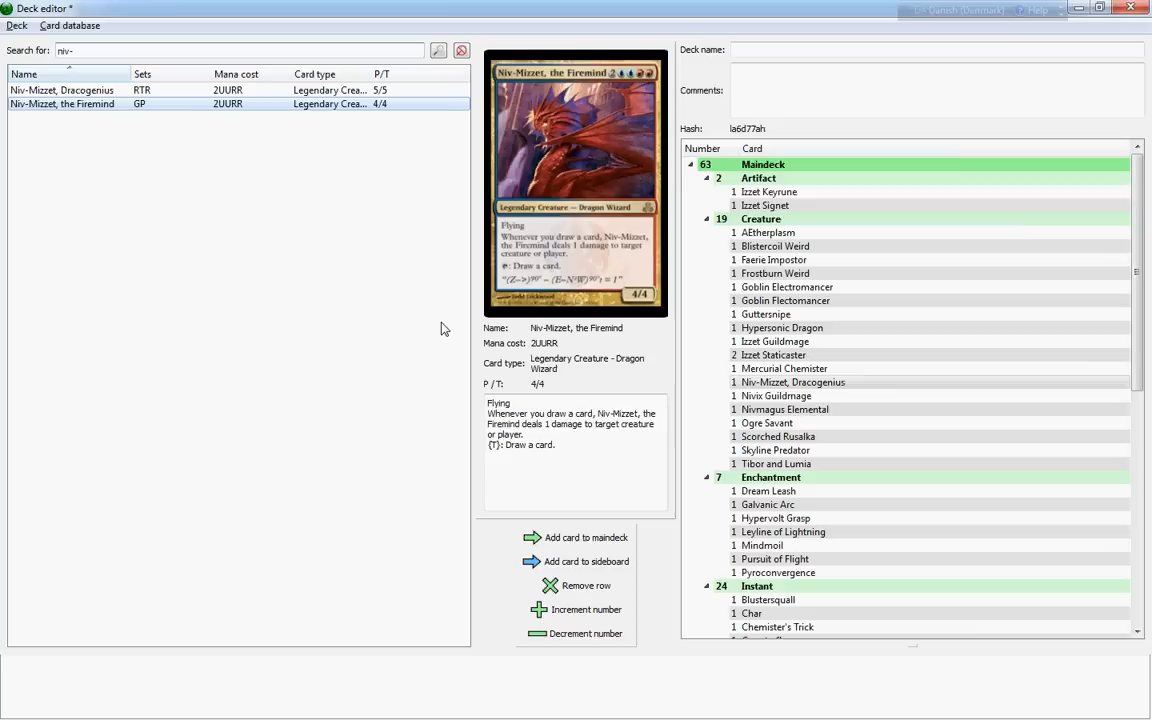 Deck editor *
Danish (Denmark) Help
Deck Card database
Search for: niv-
Name Sets Mana cost Card type P/T
Niv-Mizzet, Dracogenius RTR 2UURR Legendary Crea... 5/5
Niv-Mizzet, the Firemind GP 2UURR Legendary Crea... 4/4
Niv-Mizzet, the Firemind 2
Legendary Creature — Dragon Wizard
Flying
Whenever you draw a card, Niv-Mizzet,
the Firemind deals 1 damage to target
creature or player.
: Draw a card.
4/4
Name: Niv-Mizzet, the Firemind
Mana cost: 2UURR
Card type: Legendary Creature - Dragon
Wizard
P / T: 4/4
Flying
Whenever you draw a card, Niv-Mizzet, the
Firemind deals 1 damage to target creature
or player.
{T}: Draw a card.
Add card to maindeck
Add card to sideboard
Remove row
Increment number
Decrement number
Deck name:
Comments:
Hash: la6d77ah
Number Card
63 Maindeck
2 Artifact
1 Izzet Keyrune
1 Izzet Signet
19 Creature
1 AEtherplasm
1 Blistercoil Weird
1 Faerie Impostor
1 Frostburn Weird
1 Goblin Electromancer
1 Goblin Flectomancer
1 Guttersnipe
1 Hypersonic Dragon
1 Izzet Guildmage
2 Izzet Staticaster
1 Mercurial Chemister
1 Niv-Mizzet, Dracogenius
1 Nivix Guildmage
1 Nivmagus Elemental
1 Ogre Savant
1 Scorched Rusalka
1 Skyline Predator
1 Tibor and Lumia
7 Enchantment
1 Dream Leash
1 Galvanic Arc
1 Hypervolt Grasp
1 Leyline of Lightning
1 Mindmoil
1 Pursuit of Flight
1 Pyroconvergence
24 Instant
1 Blustersquall
1 Char
1 Chemister's Trick